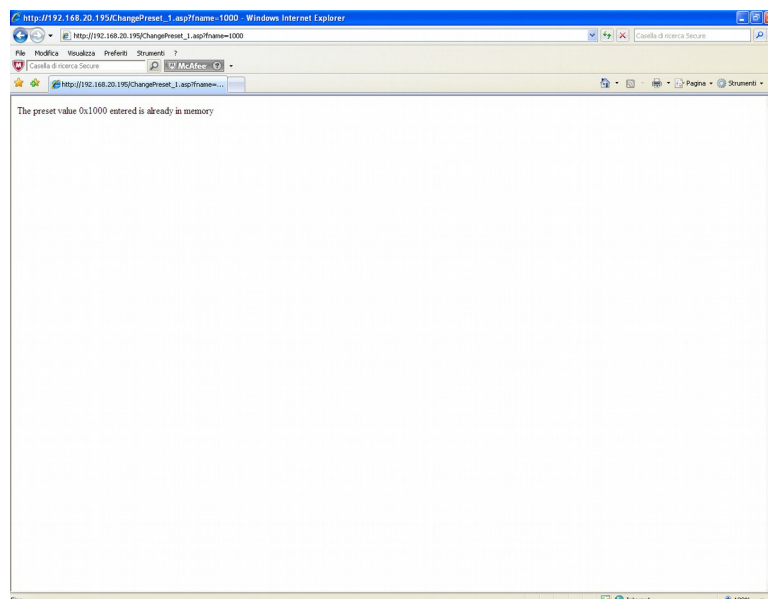 http://192.168.20.195/ChangePreset_1.asp?fname=1000 - Windows Internet Explorer
http://192.168.20.195/ChangePreset_1.asp?fname=1000
Casella di ricerca Secure
File Modifica Visualizza Preferiti Strumenti ?
Casella di ricerca Secure McAfee
http://192.168.20.195/ChangePreset_1.asp?fname=... Pagina Strumenti
The preset value 0x1000 entered is already in memory